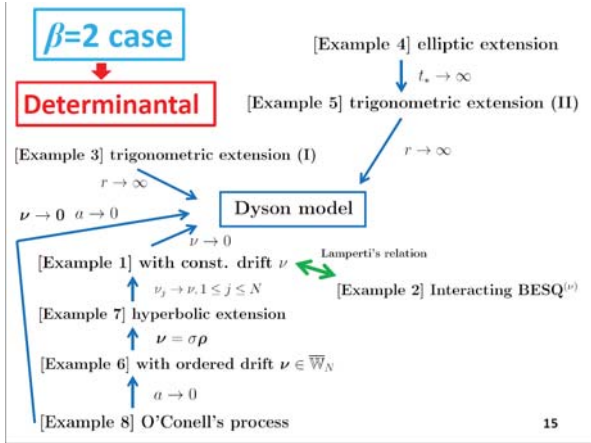 β=2 case
Determinantal
[Example 4] elliptic extension
t* → ∞
[Example 5] trigonometric extension (II)
[Example 3] trigonometric extension (I)
r → ∞
r → ∞
ν → 0 a → 0
Dyson model
ν → 0
[Example 1] with const. drift ν
Lamperti's relation
ν_j → ν, 1 ≤ j ≤ N
[Example 2] Interacting BESQ^(ν)
[Example 7] hyperbolic extension
ν = σρ
[Example 6] with ordered drift ν ∈ W̅_N
a → 0
[Example 8] O'Conell's process
15